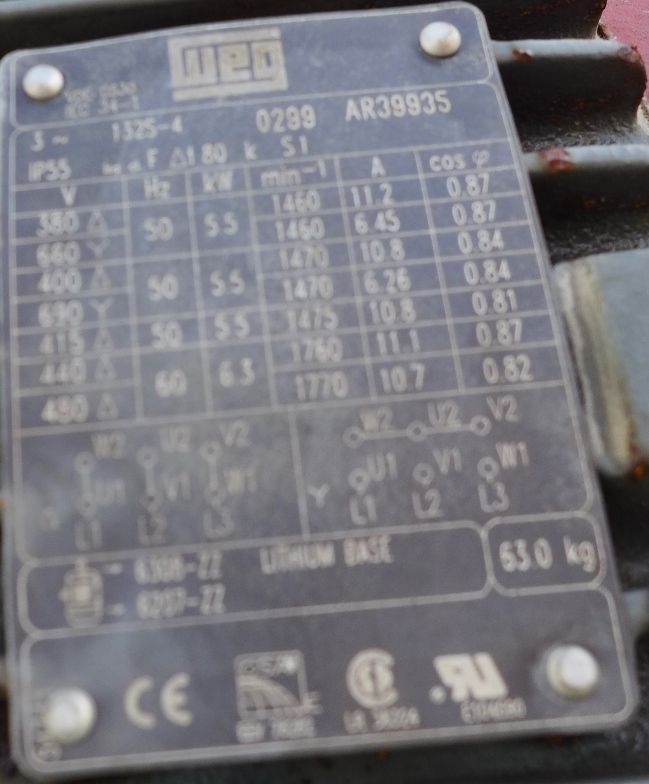 WEG
VDE 0530
IEC 34-1
3 ~ 132S-4 0299 AR39935
IP55 F Δt 80 k S1
V Hz kW min-1 A cos φ
380 Δ 50 5.5 1460 11.2 0.87
660 Y 1460 6.45 0.87
400 Δ 50 5.5 1470 10.8 0.84
690 Y 1470 6.26 0.84
415 Δ 50 5.5 1475 10.8 0.81
440 Δ 60 6.3 1760 11.1 0.87
480 Δ 1770 10.7 0.82
W2 U2 V2 W2 U2 V2
U1 V1 W1 U1 V1 W1
Δ L1 L2 L3 Y L1 L2 L3
6308-ZZ LITHIUM BASE 63.0 kg
6207-ZZ
CE